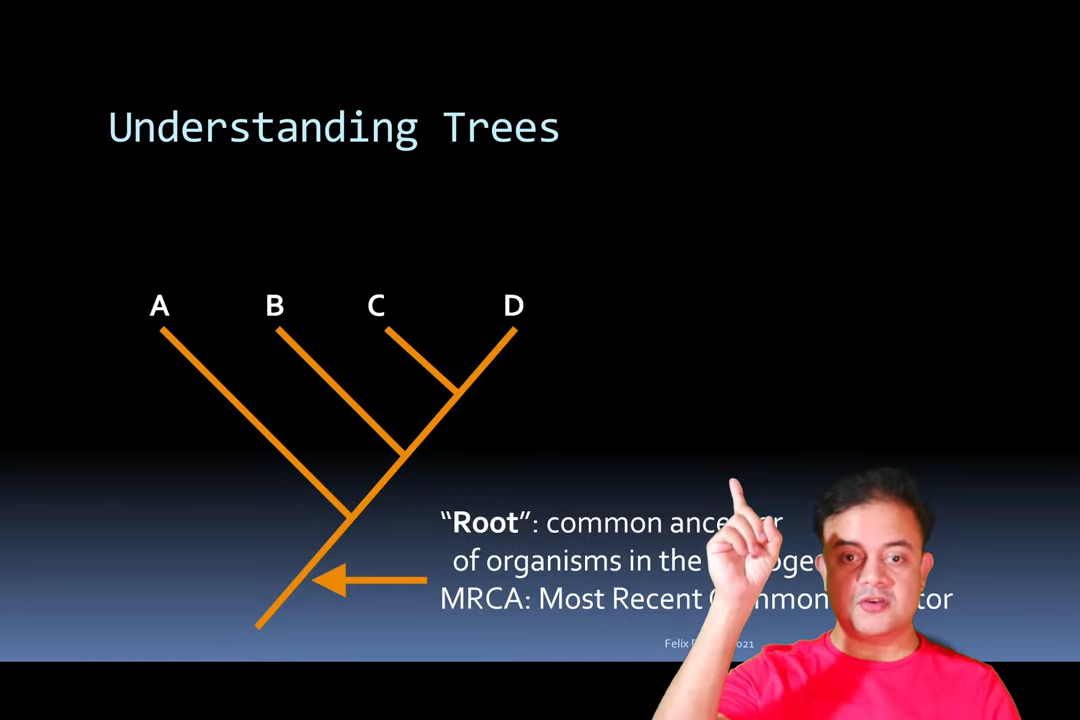 Understanding Trees
A B C D
“Root”: common
of organisms in the
MRCA: Most Recent
Felix